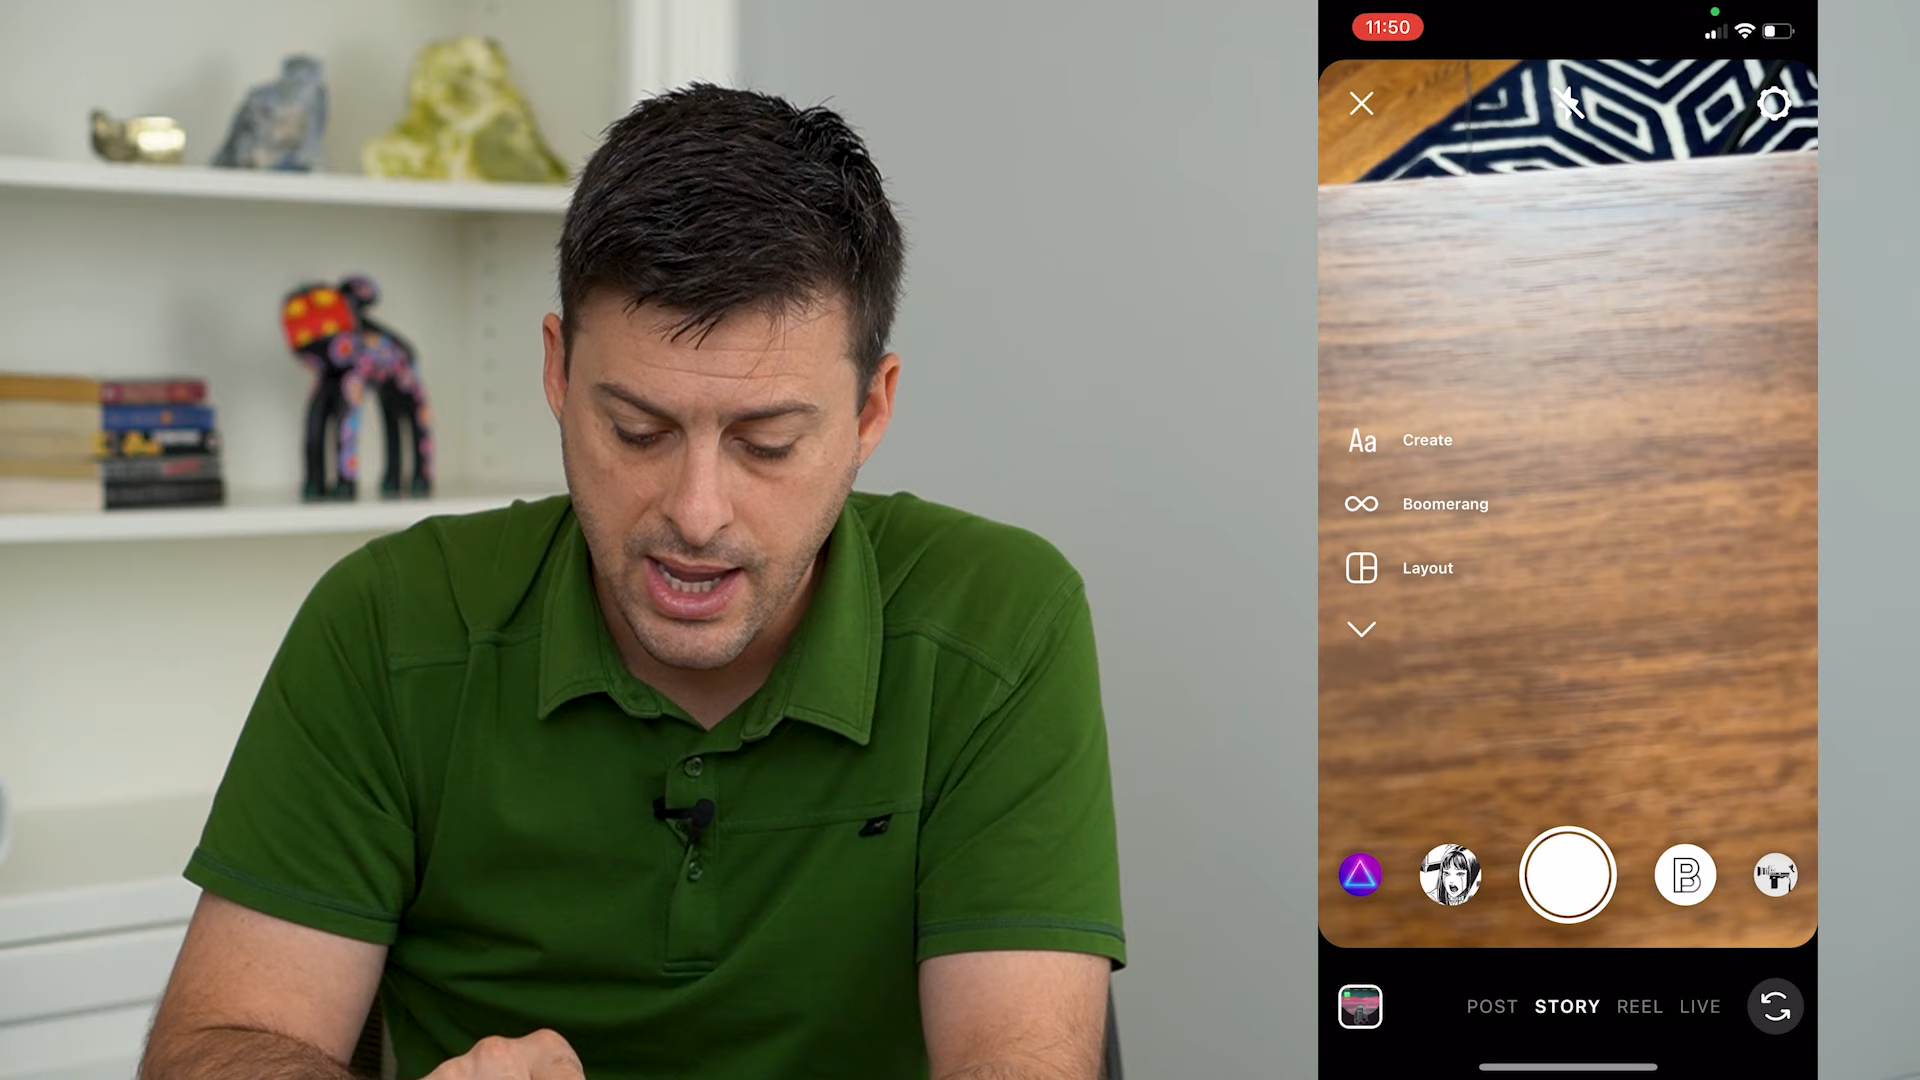 11:50
Aa Create
Boomerang
Layout
B
POST STORY REEL LIVE